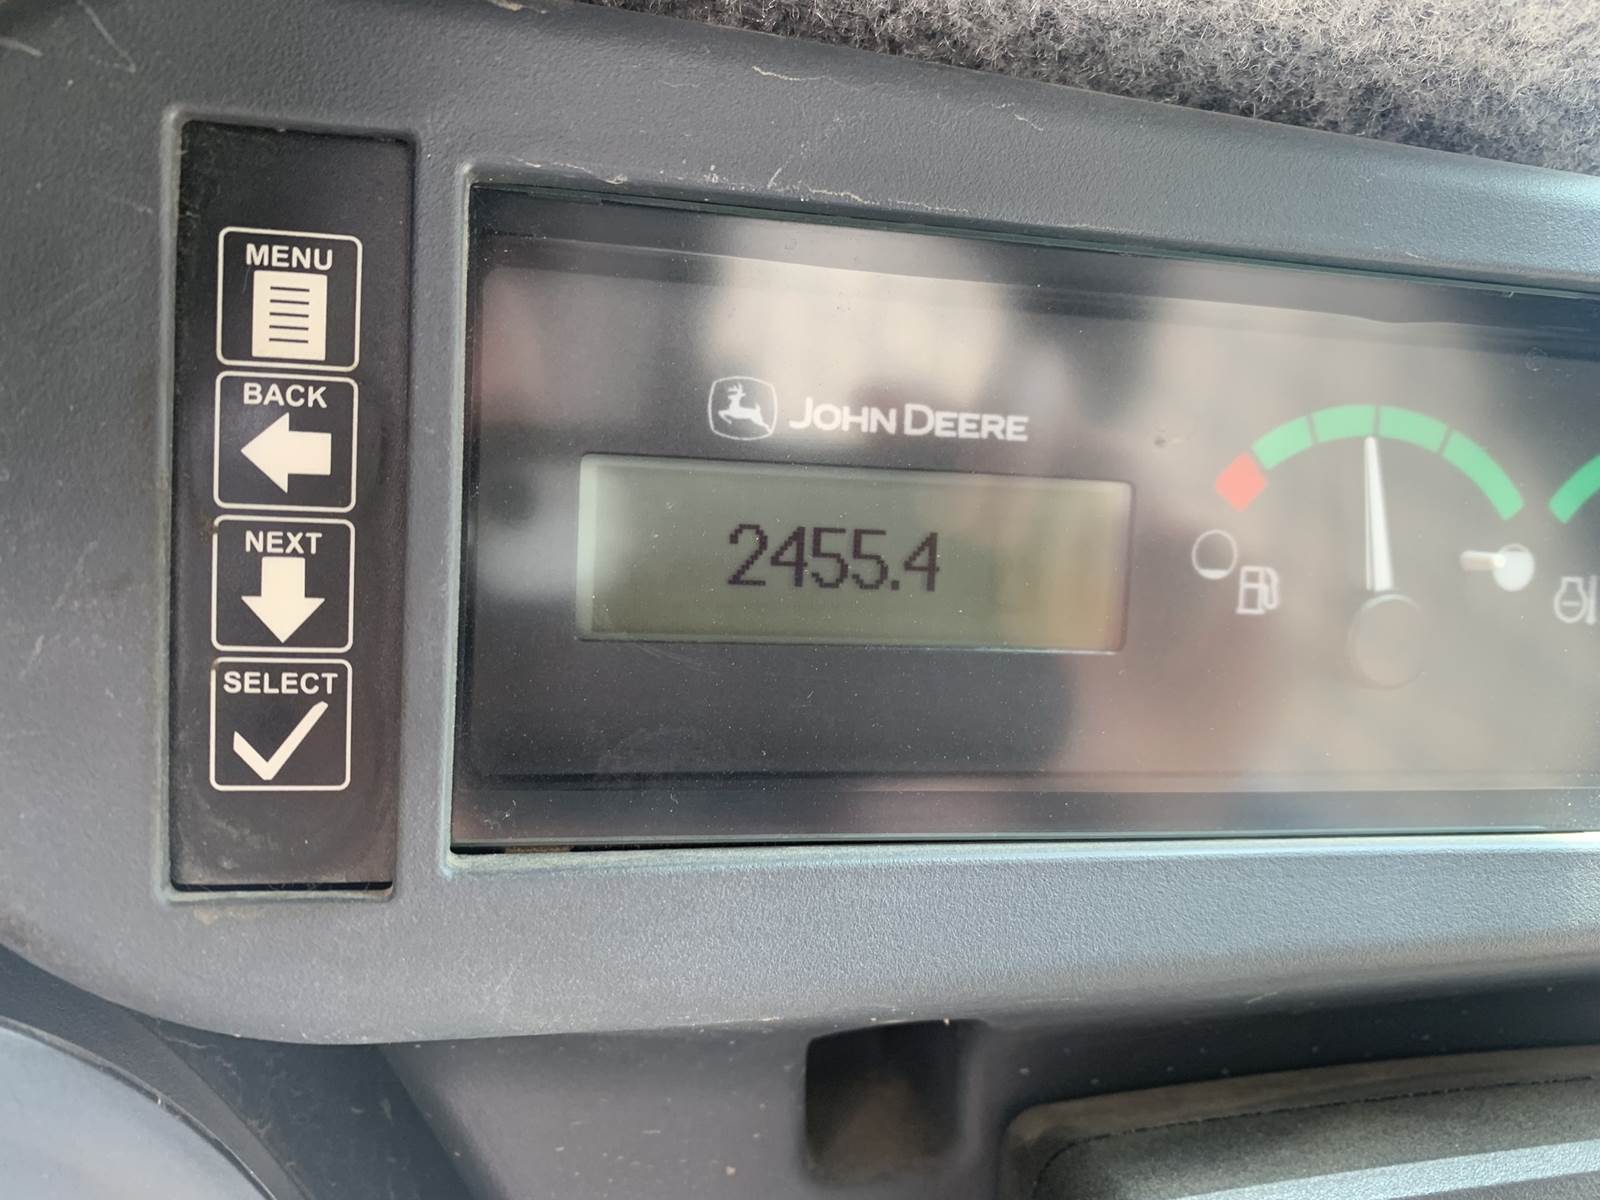 MENU
BACK
NEXT
SELECT
JOHN DEERE
2455.4